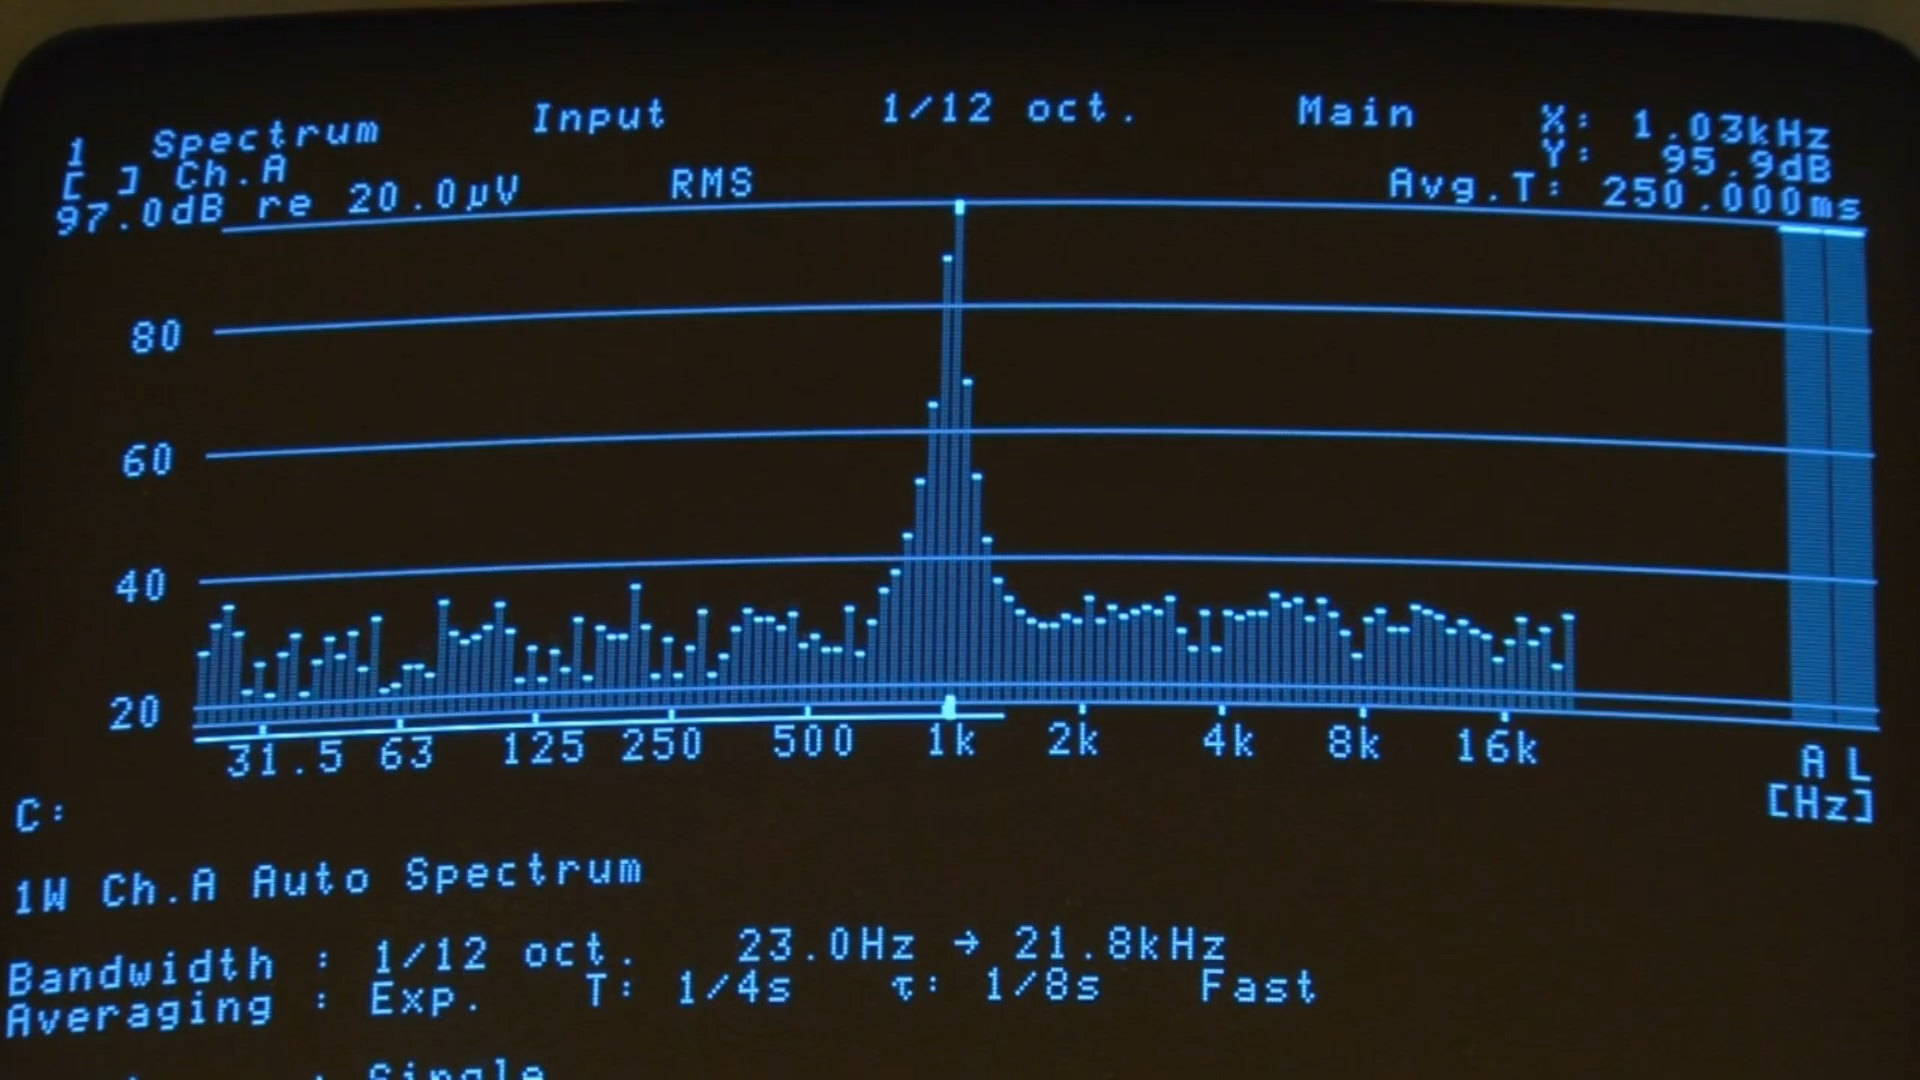 1 Spectrum Input 1/12 oct. Main X: 1.03kHz
[ ] Ch.A Y: 95.9dB
97.0dB re 20.0µV RMS Avg.T: 250.000ms
80
60
40
20
31.5 63 125 250 500 1k 2k 4k 8k 16k A L
[Hz]
C:
1W Ch.A Auto Spectrum
Bandwidth : 1/12 oct. 23.0Hz → 21.8kHz
Averaging : Exp. T: 1/4s τ: 1/8s Fast
: Single